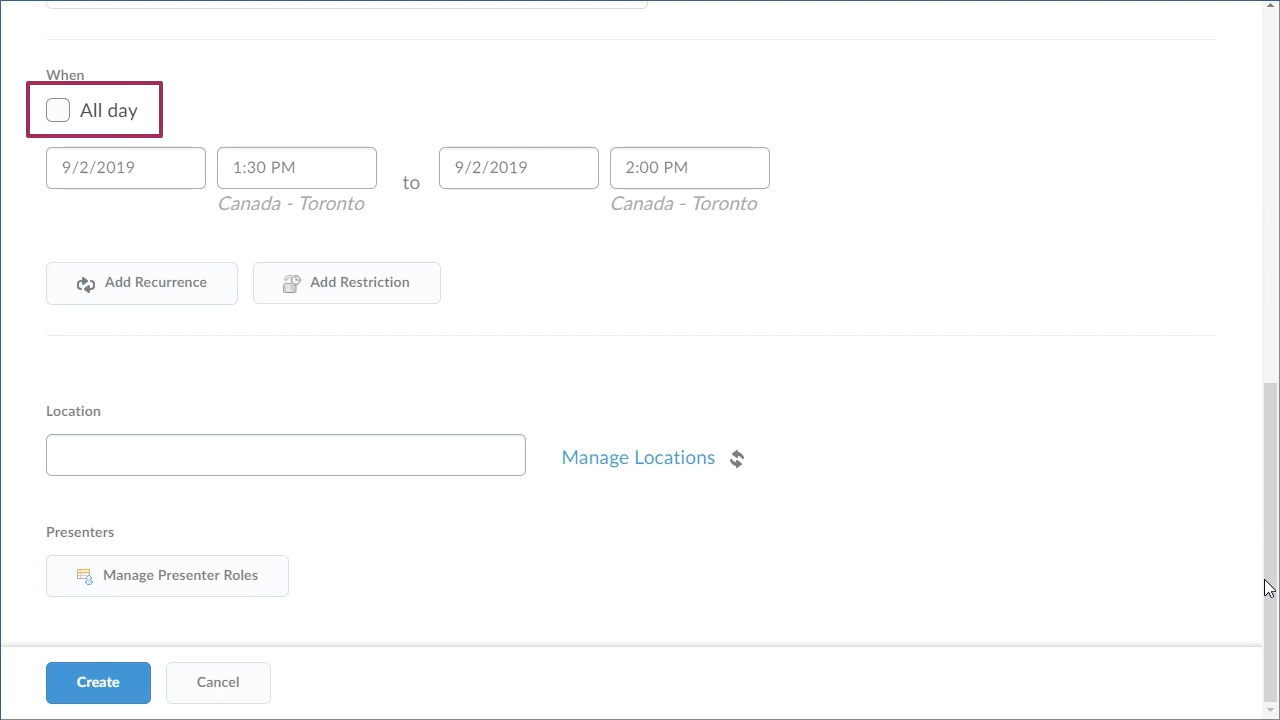 When
All day
9/2/2019 1:30 PM to 9/2/2019 2:00 PM
Canada - Toronto Canada - Toronto
Add Recurrence Add Restriction
Location
Manage Locations
Presenters
Manage Presenter Roles
Create Cancel